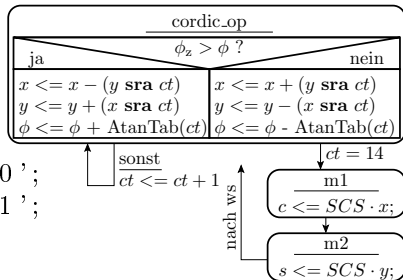 cordic_op
ϕz > ϕ ?
ja nein
x <= x − (y sra ct) x <= x + (y sra ct)
y <= y + (x sra ct) y <= y − (x sra ct)
ϕ <= ϕ + AtanTab(ct) ϕ <= ϕ - AtanTab(ct)
sonst
ct <= ct + 1
ct = 14
0 ';
1 ';
m1
c <= SCS · x;
nach ws
m2
s <= SCS · y;